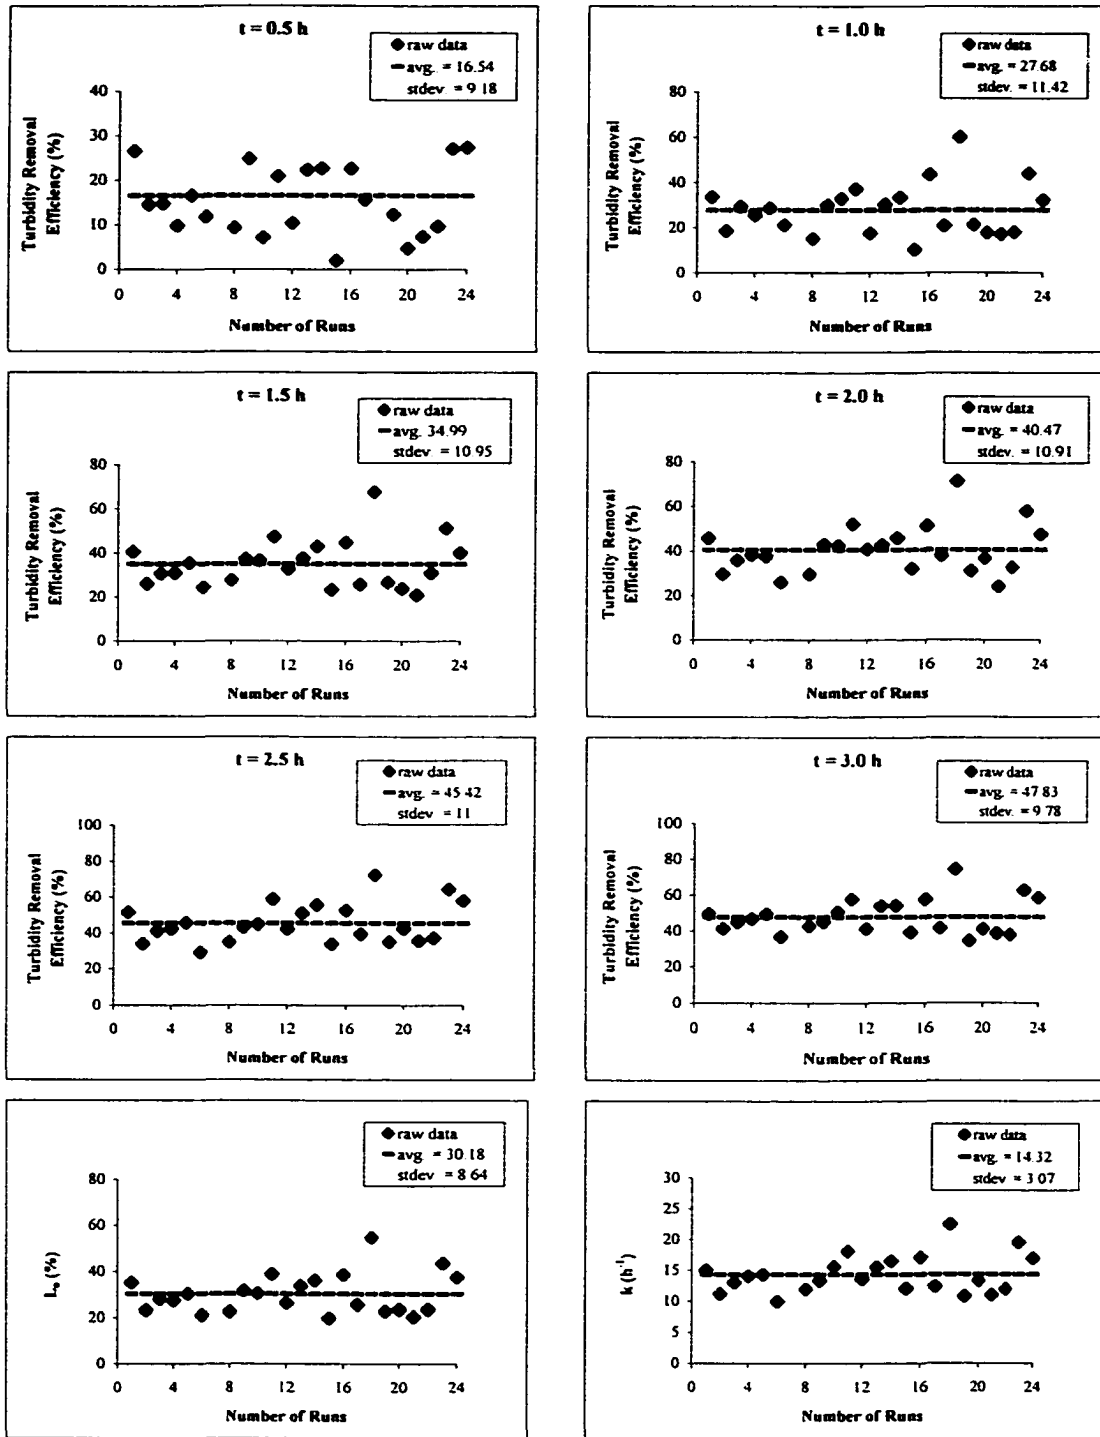 t = 0.5 h
raw data
avg. = 16.54
stdev. = 9.18
Turbidity Removal
Efficiency (%)
40
30
20
10
0
0 4 8 12 16 20 24
Number of Runs
t = 1.0 h
raw data
avg. = 27.68
stdev. = 11.42
Turbidity Removal
Efficiency (%)
80
60
40
20
0
0 4 8 12 16 20 24
Number of Runs
t = 1.5 h
raw data
avg. 34.99
stdev. = 10.95
Turbidity Removal
Efficiency (%)
80
60
40
20
0
0 4 8 12 16 20 24
Number of Runs
t = 2.0 h
raw data
avg. = 40.47
stdev. = 10.91
Turbidity Removal
Efficiency (%)
80
60
40
20
0
0 4 8 12 16 20 24
Number of Runs
t = 2.5 h
raw data
avg. = 45.42
stdev. = 11
Turbidity Removal
Efficiency (%)
100
80
60
40
20
0
0 4 8 12 16 20 24
Number of Runs
t = 3.0 h
raw data
avg. = 47.83
stdev. = 9.78
Turbidity Removal
Efficiency (%)
100
80
60
40
20
0
0 4 8 12 16 20 24
Number of Runs
raw data
avg. = 30.18
stdev. = 8.64
(%)
80
60
40
20
0
0 4 8 12 16 20 24
Number of Runs
raw data
avg. = 14.32
stdev = 3.07
k (h⁻¹)
30
25
20
15
10
5
0
0 4 8 12 16 20 24
Number of Runs